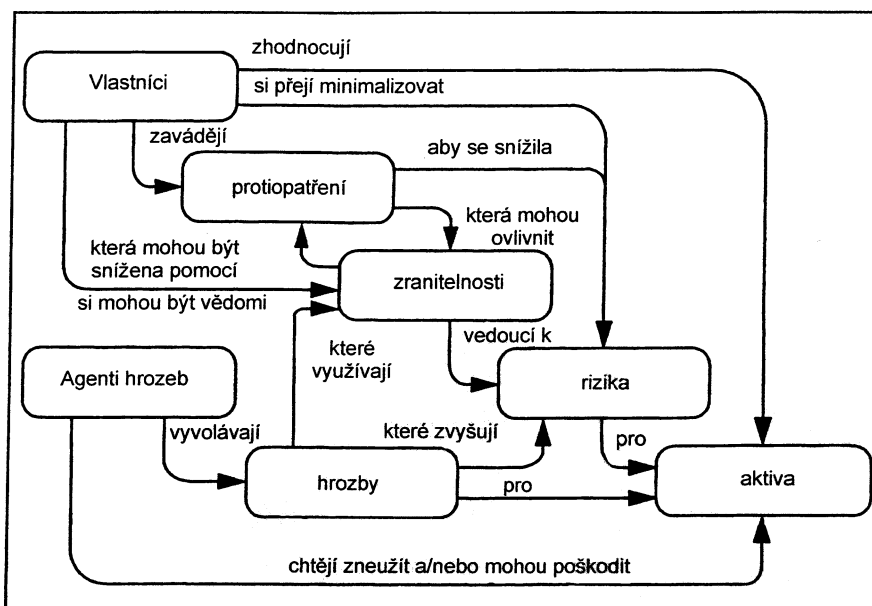 zhodnocují
Vlastníci
si přejí minimalizovat
zavádějí
aby se snížila
protiopatření
která mohou
ovlivnit
která mohou být
snížena pomocí
zranitelnosti
si mohou být vědomi
které
využívají
vedoucí k
Agenti hrozeb
rizika
vyvolávají
které zvyšují
pro
hrozby
pro
aktiva
chtějí zneužít a/nebo mohou poškodit